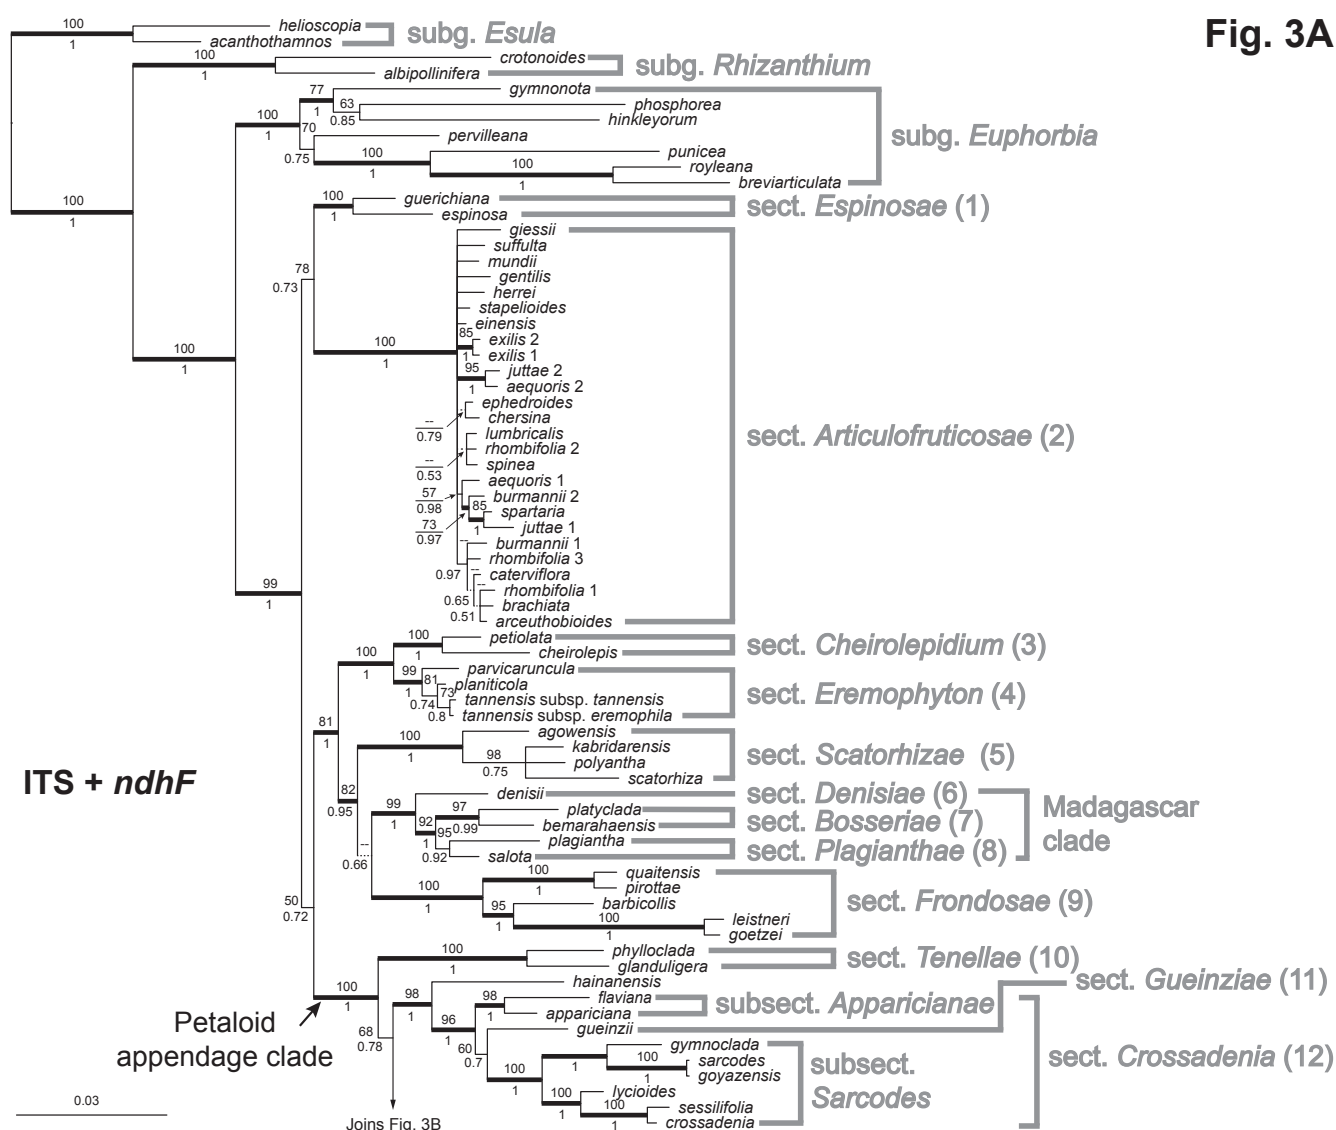 Fig. 3A
100
1
helioscopia
acanthothamnos
subg. Esula
100
1
crotonoides
albipollinifera
subg. Rhizanthium
77
1
gymnonota
63
0.85
phosphorea
hinkleyorum
100
1
70
0.75
pervilleana
subg. Euphorbia
100
1
punicea
100
1
royleana
breviarticulata
100
1
100
1
guerichiana
espinosa
sect. Espinosae (1)
78
0.73
giessii
suffulta
mundii
gentilis
herrei
stapelioides
einensis
85
1
exilis 2
exilis 1
100
1
100
1
95
1
juttae 2
aequoris 2
ephedroides
chersina
--
0.79
lumbricalis
rhombifolia 2
spinea
--
0.53
sect. Articulofruticosae (2)
aequoris 1
57
0.98
burmannii 2
85
1
spartaria
juttae 1
73
0.97
--
0.97
burmannii 1
rhombifolia 3
--
0.65
caterviflora
--
0.51
rhombifolia 1
brachiata
arceuthobioides
99
1
100
1
petiolata
cheirolepis
sect. Cheirolepidium (3)
100
1
99
1
parvicaruncula
81
0.74
planiticola
73
0.8
tannensis subsp. tannensis
tannensis subsp. eremophila
sect. Eremophyton (4)
81
1
100
1
agowensis
98
0.75
kabridarensis
polyantha
scatorhiza
sect. Scatorhizae (5)
ITS + ndhF
82
0.95
99
1
denisii
sect. Denisiae (6)
92
1
97
0.99
platyclada
bemarahaensis
sect. Bosseriae (7)
95
0.92
plagiantha
salota
sect. Plagianthae (8)
Madagascar
clade
--
0.66
100
1
100
1
quaitensis
pirottae
95
1
barbicollis
100
1
leistneri
goetzei
sect. Frondosae (9)
50
0.72
100
1
phylloclada
glanduligera
sect. Tenellae (10)
100
1
Petaloid
appendage clade
98
1
hainanensis
98
1
flaviana
appariciana
subsect. Apparicianae
sect. Gueinziae (11)
96
1
68
0.78
60
0.7
gueinzii
gymnoclada
1
100
1
sarcodes
goyazensis
100
1
100
1
lycioides
100
1
sessilifolia
crossadenia
subsect.
Sarcodes
sect. Crossadenia (12)
0.03
Joins Fig. 3B